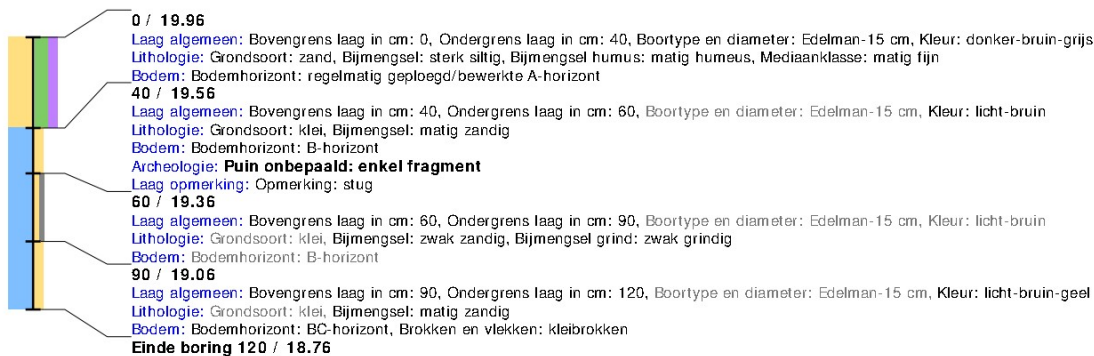 0 / 19.96
Laag algemeen: Bovengrens laag in cm: 0, Ondergrens laag in cm: 40, Boortype en diameter: Edelman-15 cm, Kleur: donker-bruin-grijs
Lithologie: Grondsoort: zand, Bijmengsel: sterk siltig, Bijmengsel humus: matig humeus, Mediaanklasse: matig fijn
Bodem: Bodemhorizont: regelmatig geploegd/bewerkte A-horizont
40 / 19.56
Laag algemeen: Bovengrens laag in cm: 40, Ondergrens laag in cm: 60, Boortype en diameter: Edelman-15 cm, Kleur: licht-bruin
Lithologie: Grondsoort: klei, Bijmengsel: matig zandig
Bodem: Bodemhorizont: B-horizont
Archeologie: Puin onbepaald: enkel fragment
Laag opmerking: Opmerking: stug
60 / 19.36
Laag algemeen: Bovengrens laag in cm: 60, Ondergrens laag in cm: 90, Boortype en diameter: Edelman-15 cm, Kleur: licht-bruin
Lithologie: Grondsoort: klei, Bijmengsel: zwak zandig, Bijmengsel grind: zwak grindig
Bodem: Bodemhorizont: B-horizont
90 / 19.06
Laag algemeen: Bovengrens laag in cm: 90, Ondergrens laag in cm: 120, Boortype en diameter: Edelman-15 cm, Kleur: licht-bruin-geel
Lithologie: Grondsoort: klei, Bijmengsel: matig zandig
Bodem: Bodemhorizont: BC-horizont, Brokken en vlekken: kleibrokken
Einde boring 120 / 18.76